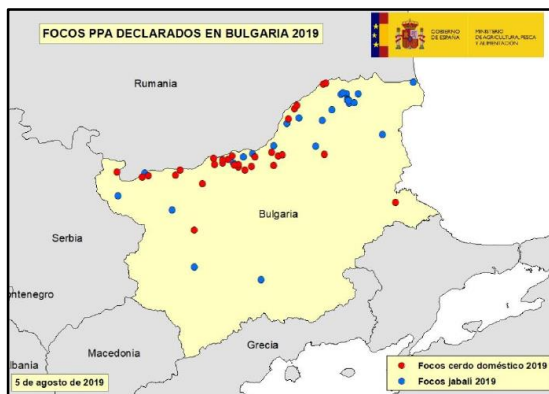 FOCOS PPA DECLARADOS EN BULGARIA 2019
GOBIERNO
DE ESPAÑA
MINISTERIO
DE AGRICULTURA, PESCA
Y ALIMENTACIÓN
Rumania
Bulgaria
Serbia
ontenegro
lbania
Macedonia
Grecia
Focos cerdo doméstico 2019
Focos jabalí 2019
5 de agosto de 2019